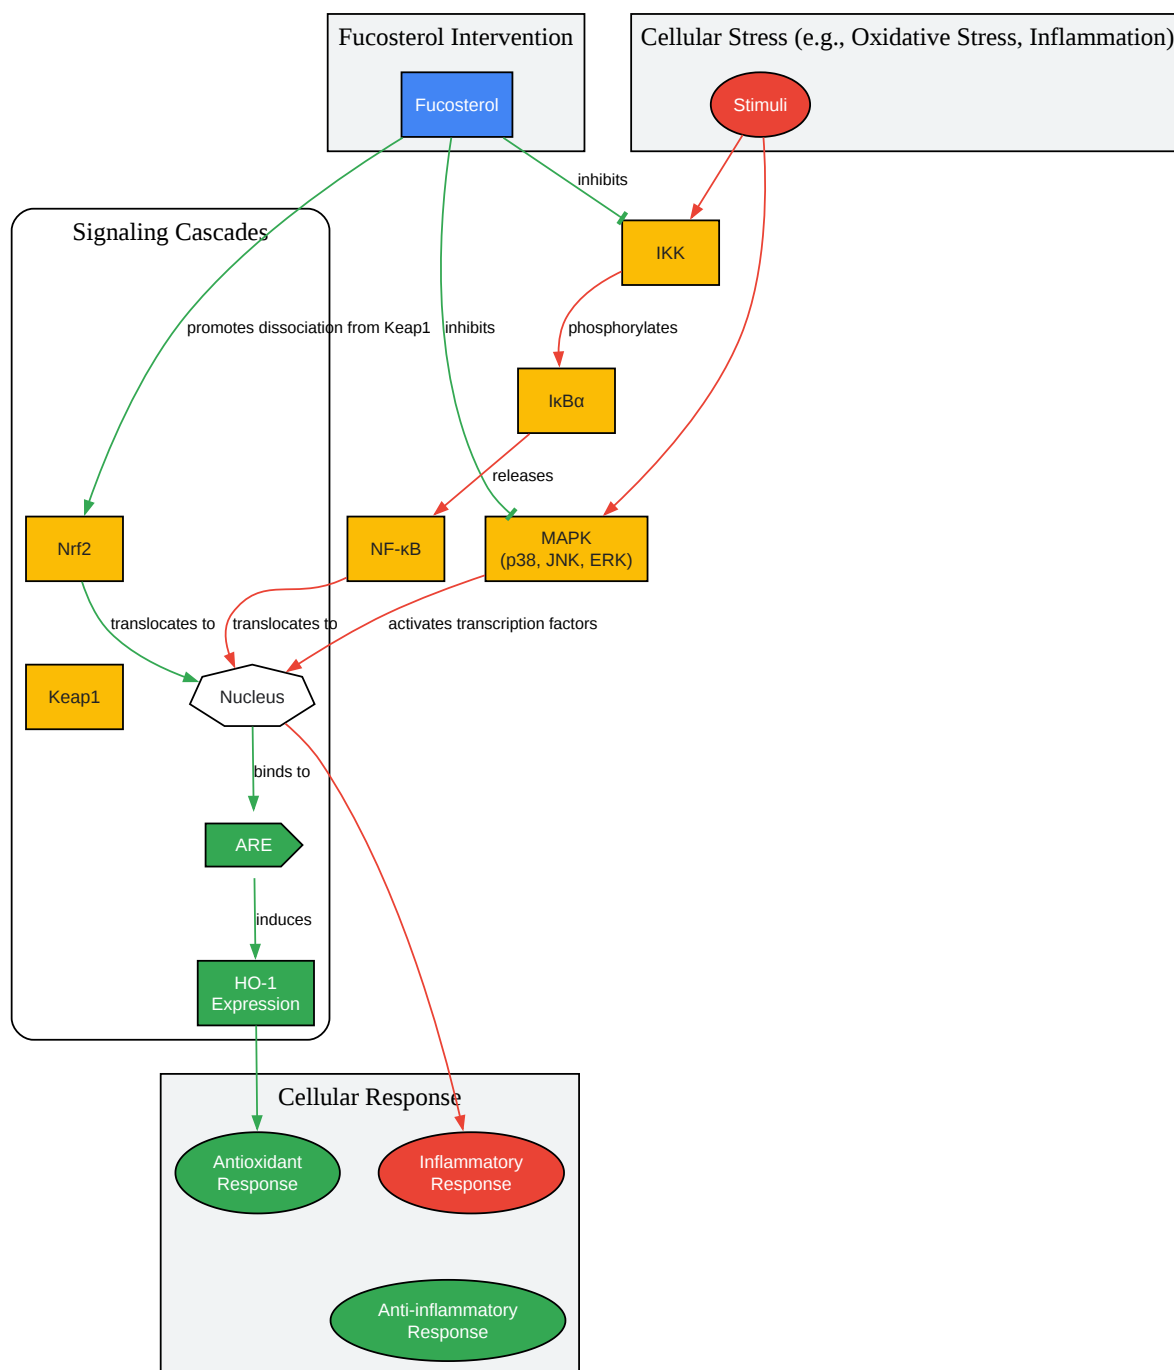 Fucosterol Intervention
Cellular Stress (e.g., Oxidative Stress, Inflammation)
Fucosterol
Stimuli
inhibits
Signaling Cascades
IKK
promotes dissociation from Keap1
inhibits
phosphorylates
IκBα
releases
Nrf2
NF-κB
MAPK
(p38, JNK, ERK)
translocates to
translocates to
activates transcription factors
Keap1
Nucleus
binds to
ARE
induces
HO-1
Expression
Cellular Response
Antioxidant
Response
Inflammatory
Response
Anti-inflammatory
Response